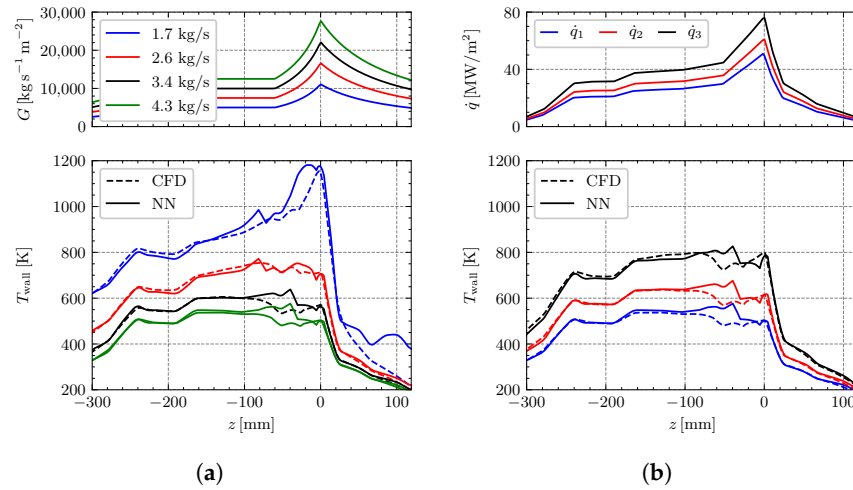 30,000
20,000
10,000
0
G [kg s⁻¹ m⁻²]
1.7 kg/s
2.6 kg/s
3.4 kg/s
4.3 kg/s
1200
1000
800
600
400
200
T_wall [K]
CFD
NN
−300 −200 −100 0 100
z [mm]
(a)
80
40
0
q̇ [MW/m²]
q̇₁ q̇₂ q̇₃
1200
1000
800
600
400
200
T_wall [K]
CFD
NN
−300 −200 −100 0 100
z [mm]
(b)